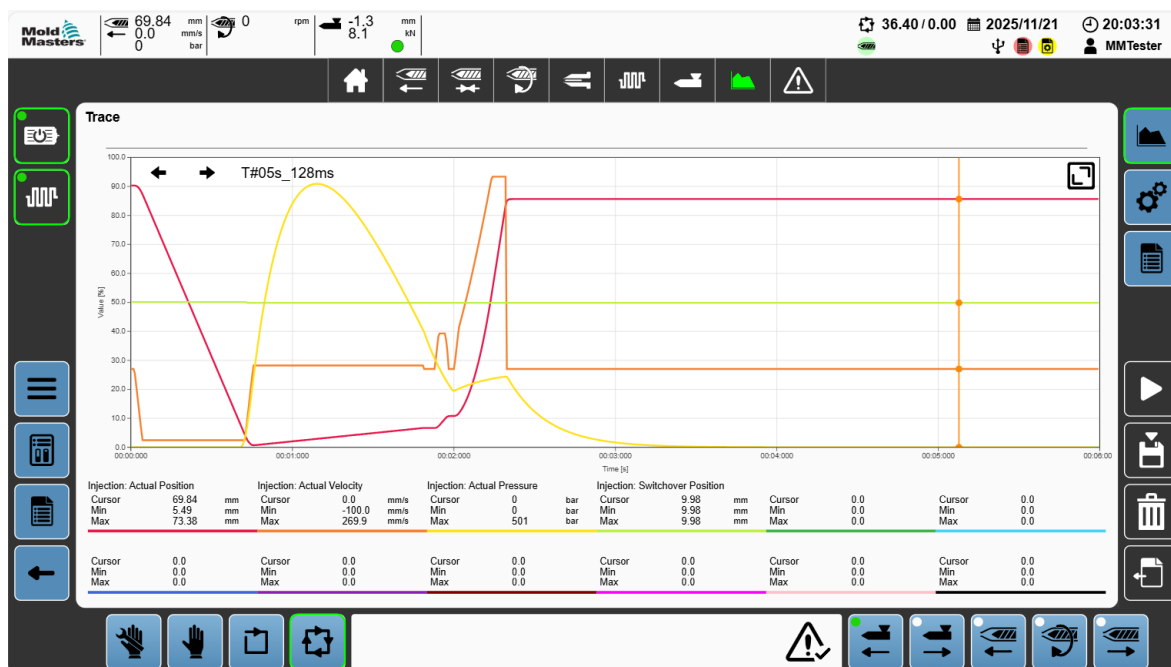 Mold
Masters
69.84 mm
0.0 mm/s
0 bar
0 rpm
-1.3 mm
8.1 kN
36.40 / 0.00
2025/11/21
20:03:31
MMTester
Trace
T#05s_128ms
100.0
90.0
80.0
70.0
60.0
50.0
40.0
30.0
20.0
10.0
0.0
Value [%]
00:00:000 00:01:000 00:02:000 00:03:000 00:04:000 00:05:000 00:06:00
Time [s]
Injection: Actual Position Injection: Actual Velocity Injection: Actual Pressure Injection: Switchover Position
Cursor 69.84 mm Cursor 0.0 mm/s Cursor 0 bar Cursor 9.98 mm Cursor 0.0 Cursor 0.0
Min 5.49 mm Min -100.0 mm/s Min 0 bar Min 9.98 mm Min 0.0 Min 0.0
Max 73.38 mm Max 269.9 mm/s Max 501 bar Max 9.98 mm Max 0.0 Max 0.0
Cursor 0.0 Cursor 0.0 Cursor 0.0 Cursor 0.0 Cursor 0.0 Cursor 0.0
Min 0.0 Min 0.0 Min 0.0 Min 0.0 Min 0.0 Min 0.0
Max 0.0 Max 0.0 Max 0.0 Max 0.0 Max 0.0 Max 0.0